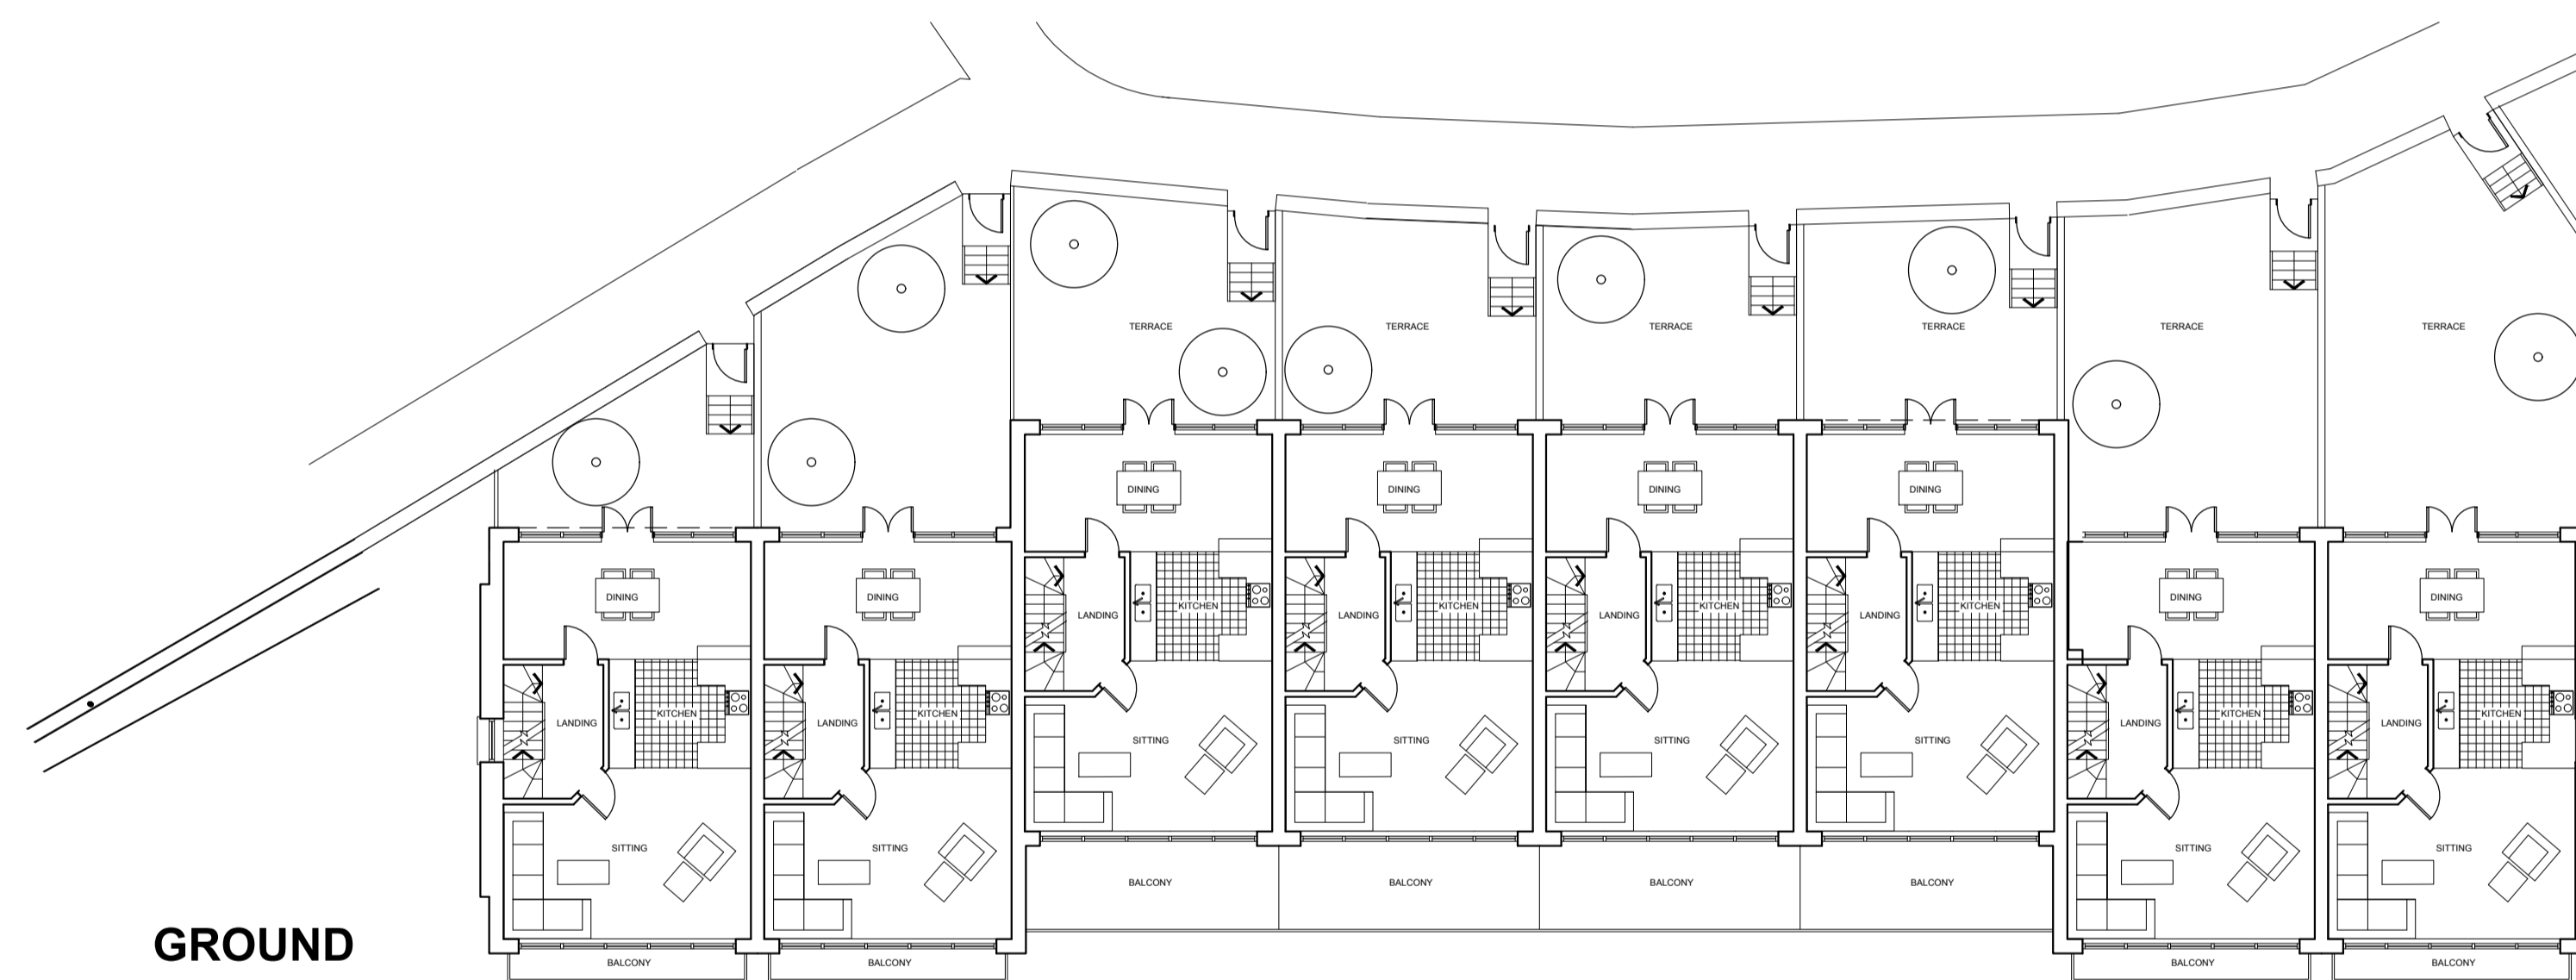 TERRACE TERRACE TERRACE TERRACE TERRACE TERRACE
DINING DINING DINING DINING
DINING DINING DINING DINING
KITCHEN KITCHEN KITCHEN KITCHEN
LANDING LANDING LANDING LANDING
KITCHEN KITCHEN KITCHEN KITCHEN
LANDING LANDING LANDING LANDING
SITTING SITTING SITTING SITTING
SITTING SITTING SITTING SITTING
BALCONY BALCONY BALCONY BALCONY
GROUND
BALCONY BALCONY BALCONY BALCONY